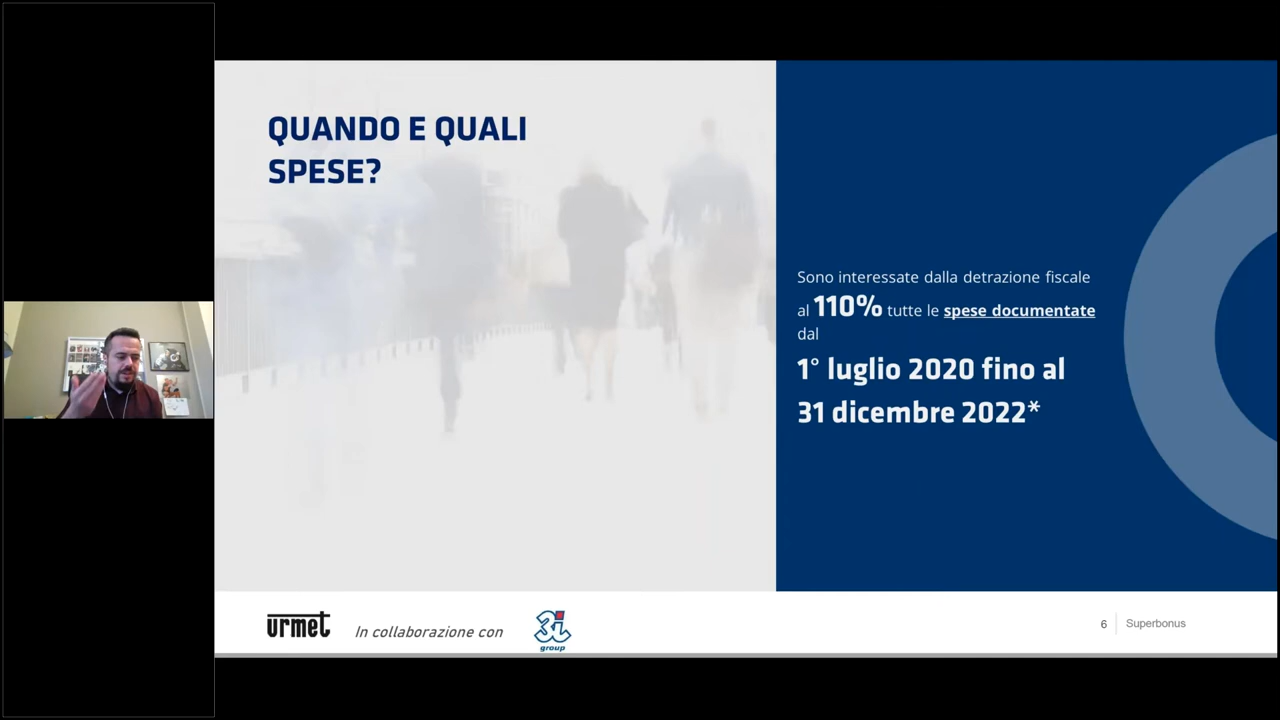 QUANDO E QUALI
SPESE?
Sono interessate dalla detrazione fiscale
al 110% tutte le spese documentate
dal
1° luglio 2020 fino al
31 dicembre 2022*
urmet
In collaborazione con
3i
group
6
Superbonus